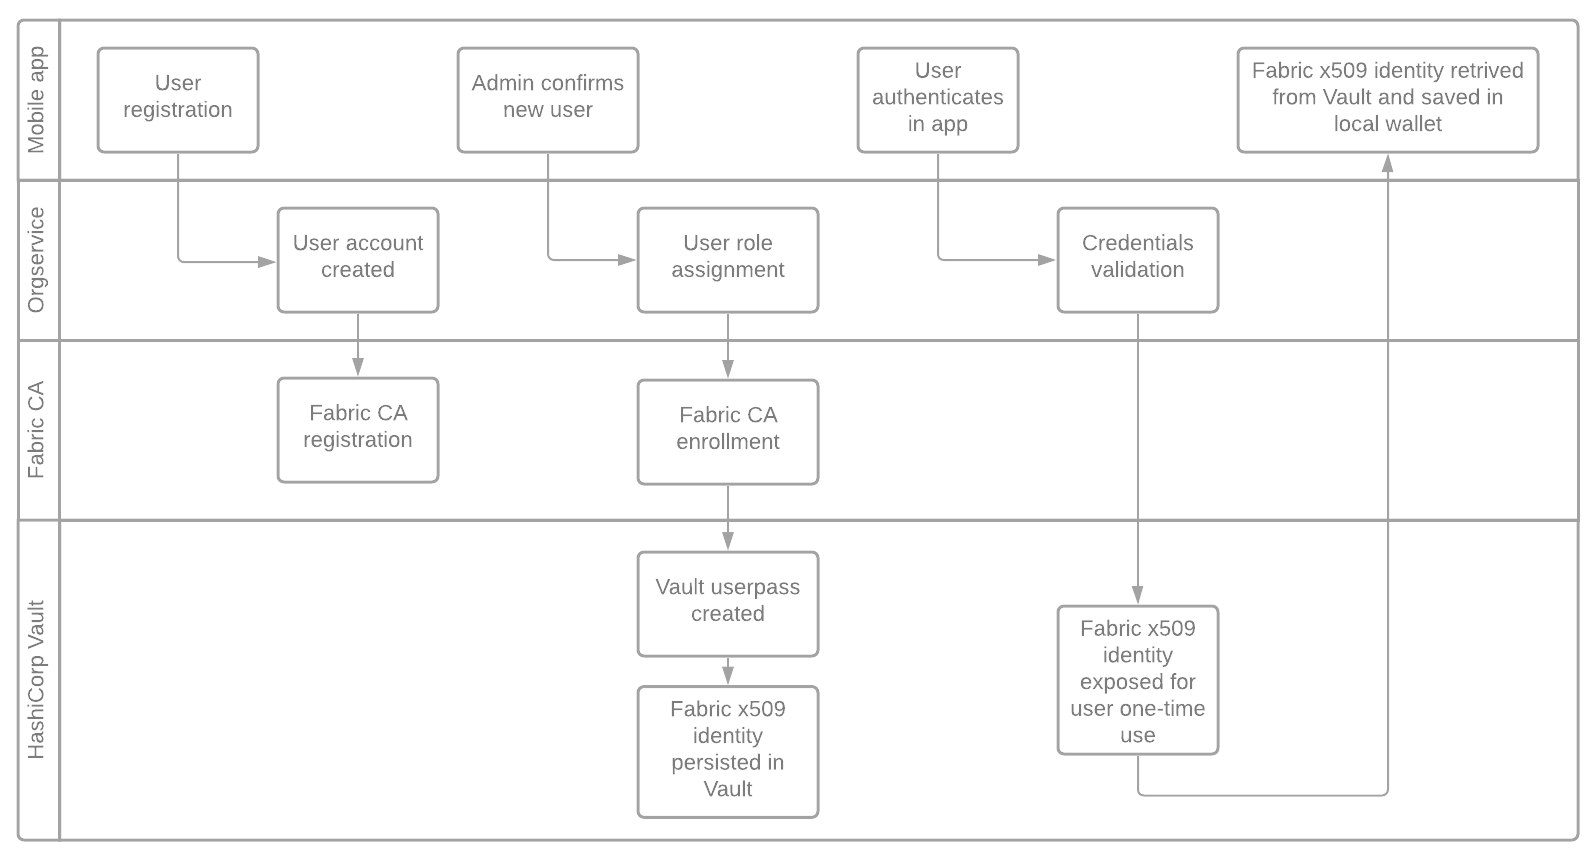 Mobile app
User
registration
Admin confirms
new user
User
authenticates
in app
Fabric x509 identity retrived
from Vault and saved in
local wallet
Orgservice
User account
created
User role
assignment
Credentials
validation
Fabric CA
Fabric CA
registration
Fabric CA
enrollment
HashiCorp Vault
Vault userpass
created
Fabric x509
identity
persisted in
Vault
Fabric x509
identity
exposed for
user one-time
use